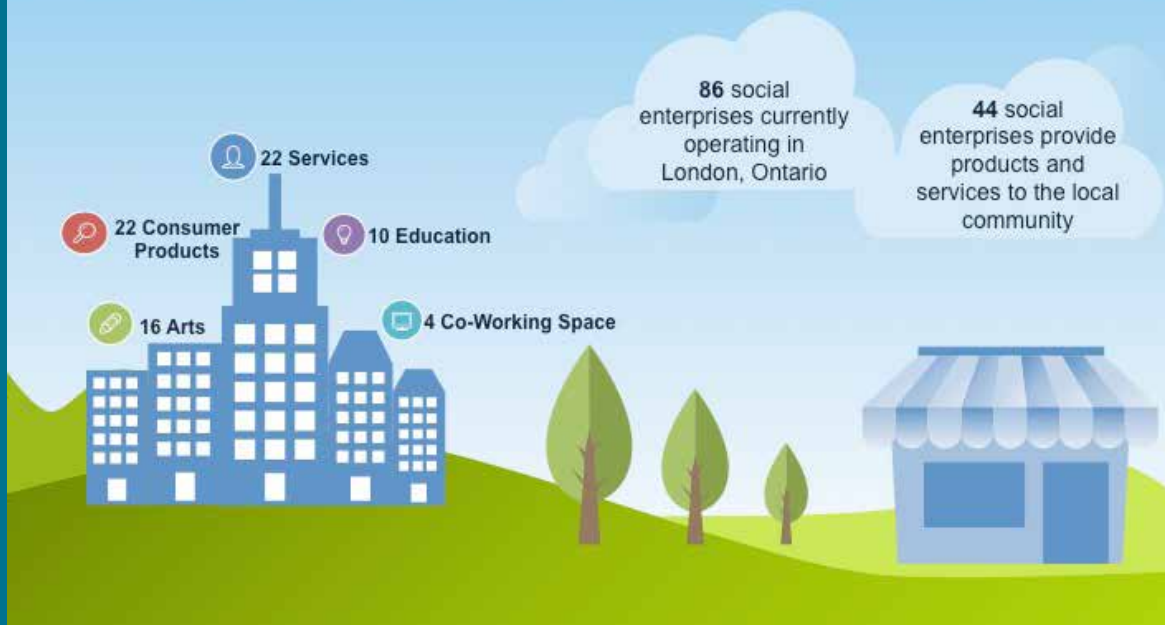 86 social
enterprises currently
operating in
London, Ontario
44 social
enterprises provide
products and
services to the local
community
22 Services
22 Consumer
Products
10 Education
16 Arts
4 Co-Working Space